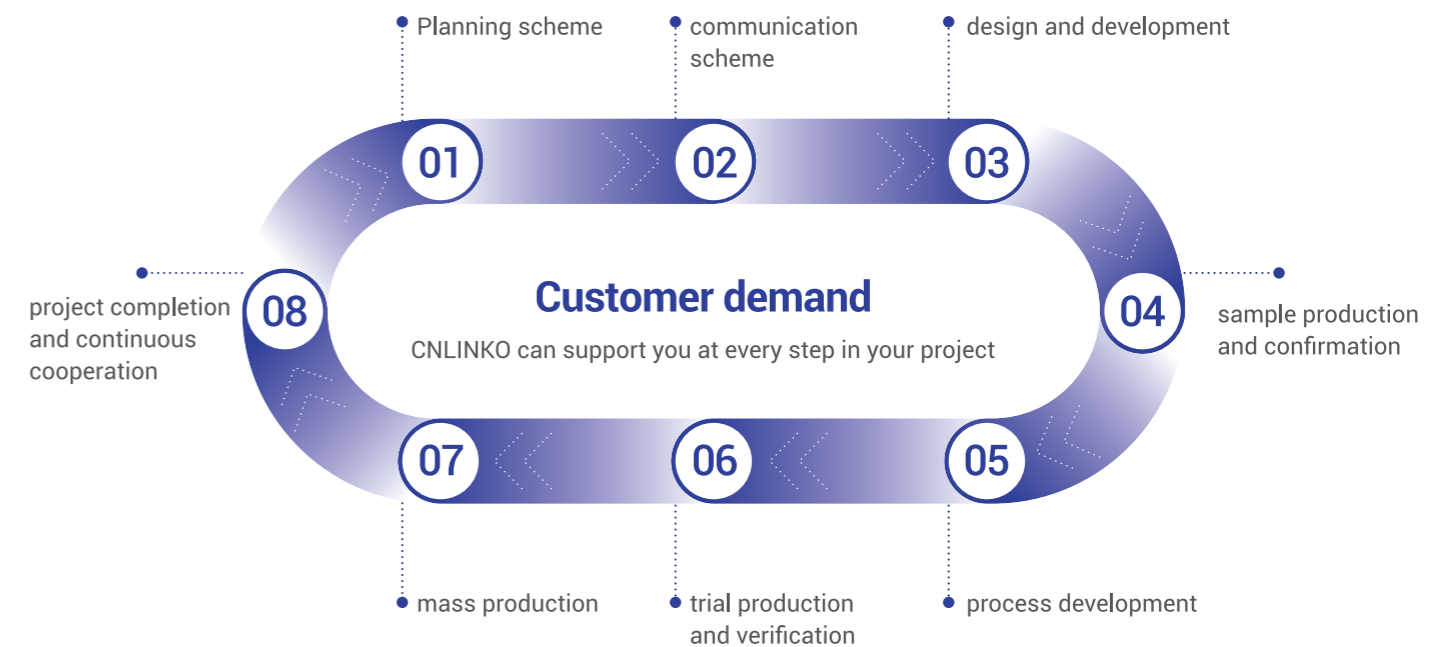 Planning scheme
communication
scheme
design and development
01
02
03
04
sample production
and confirmation
Customer demand
CNLINKO can support you at every step in your project
08
project completion
and continuous
cooperation
07
06
05
mass production
trial production
and verification
process development